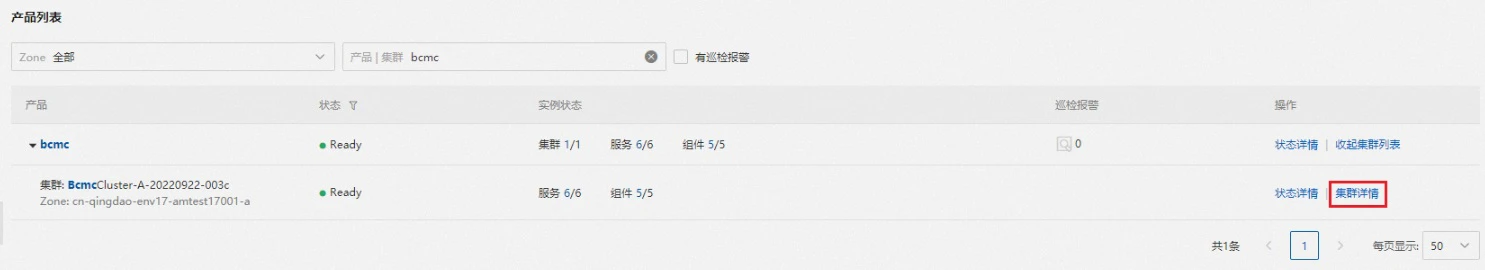 产品列表
Zone 全部 产品 | 集群 bcmc 有巡检报警
产品 状态 实例状态 巡检报警 操作
bcmc Ready 集群 1/1 服务 6/6 组件 5/5 0 状态详情 | 收起集群列表
集群: BcmcCluster-A-20220922-003c Ready 服务 6/6 组件 5/5 状态详情 | 集群详情
Zone: cn-qingdao-env17-amtest17001-a
共1条 1 每页显示: 50